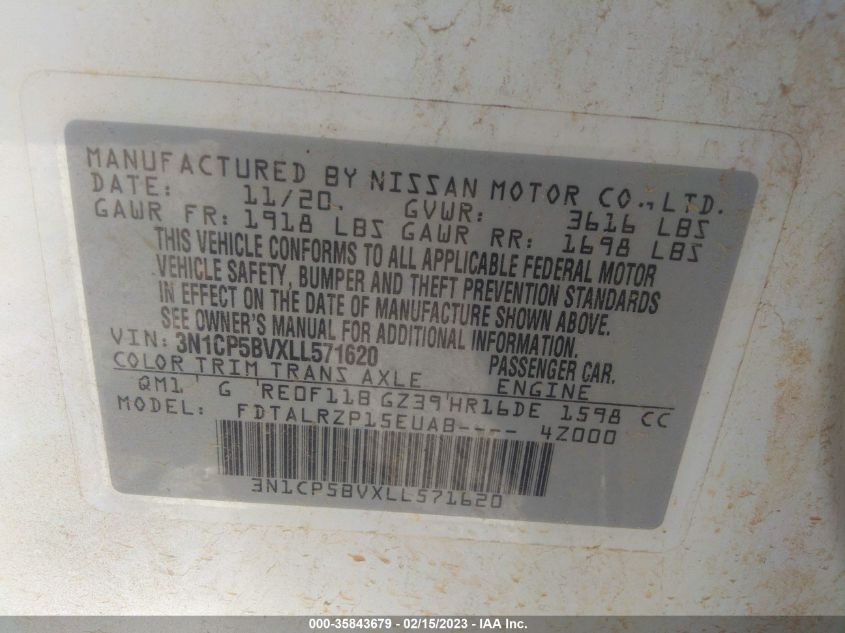 MANUFACTURED BY NISSAN MOTOR CO.,LTD.
DATE: 11/20 GVWR: 3616 LBS
GAWR FR: 1918 LBS GAWR RR: 1698 LBS
THIS VEHICLE CONFORMS TO ALL APPLICABLE FEDERAL MOTOR
VEHICLE SAFETY, BUMPER AND THEFT PREVENTION STANDARDS
IN EFFECT ON THE DATE OF MANUFACTURE SHOWN ABOVE.
SEE OWNER'S MANUAL FOR ADDITIONAL INFORMATION.
VIN: 3N1CP5BVXLL571620 PASSENGER CAR.
COLOR TRIM TRANS AXLE ENGINE
QM1 G RE0F11B GZ39 HR16DE 1598 CC
MODEL: FDTALRZP15EUAB---- 4Z000
3N1CP5BVXLL571620
000-35843679 - 02/15/2023 - IAA Inc.